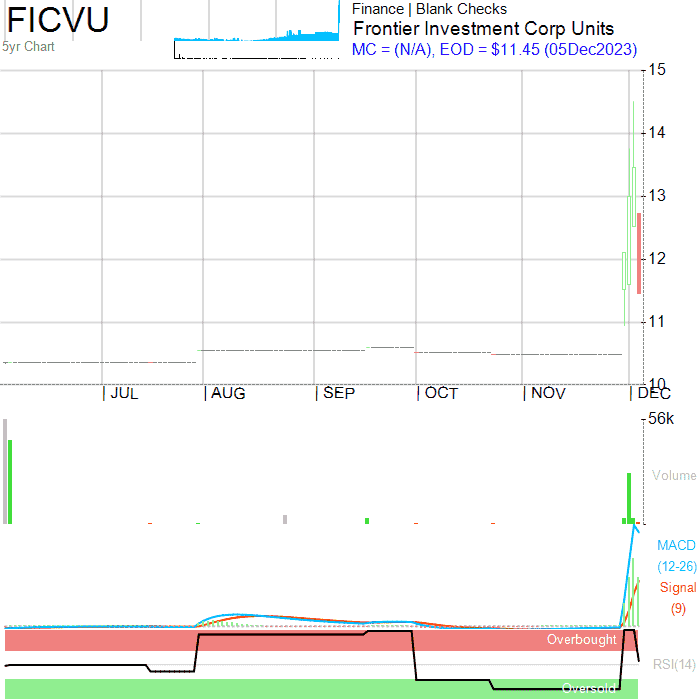 FICVU
5yr Chart
Finance | Blank Checks
Frontier Investment Corp Units
MC = (N/A), EOD = $11.45 (05Dec2023)
15
14
13
12
11
10
| JUL | AUG | SEP | OCT | NOV | DEC
56k
Volume
MACD
(12-26)
Signal
(9)
Overbought
RSI(14)
Oversold